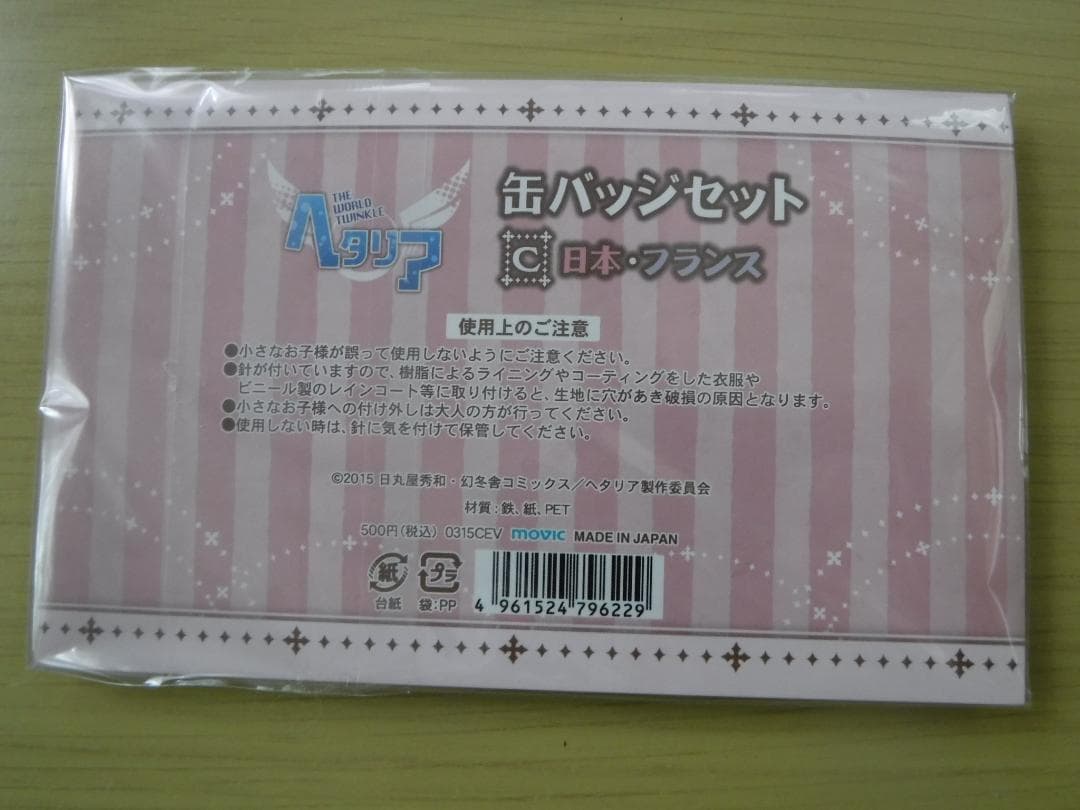 THE
WORLD
TWINKLE
ヘタリア
缶バッジセット
C 日本・フランス
使用上のご注意
●小さなお子様が誤って使用しないようにご注意ください。
●針が付いていますので、樹脂によるライニングやコーティングをした衣服や
ビニール製のレインコート等に取り付けると、生地に穴があき破損の原因となります。
●小さなお子様への付け外しは大人の方が行ってください。
●使用しない時は、針に気を付けて保管してください。
©2015 日丸屋秀和・幻冬舎コミックス／ヘタリア製作委員会
材質:鉄、紙、PET
500円(税込) 0315CEV movic MADE IN JAPAN
紙 プラ
台紙 袋:PP
4 961524 796229